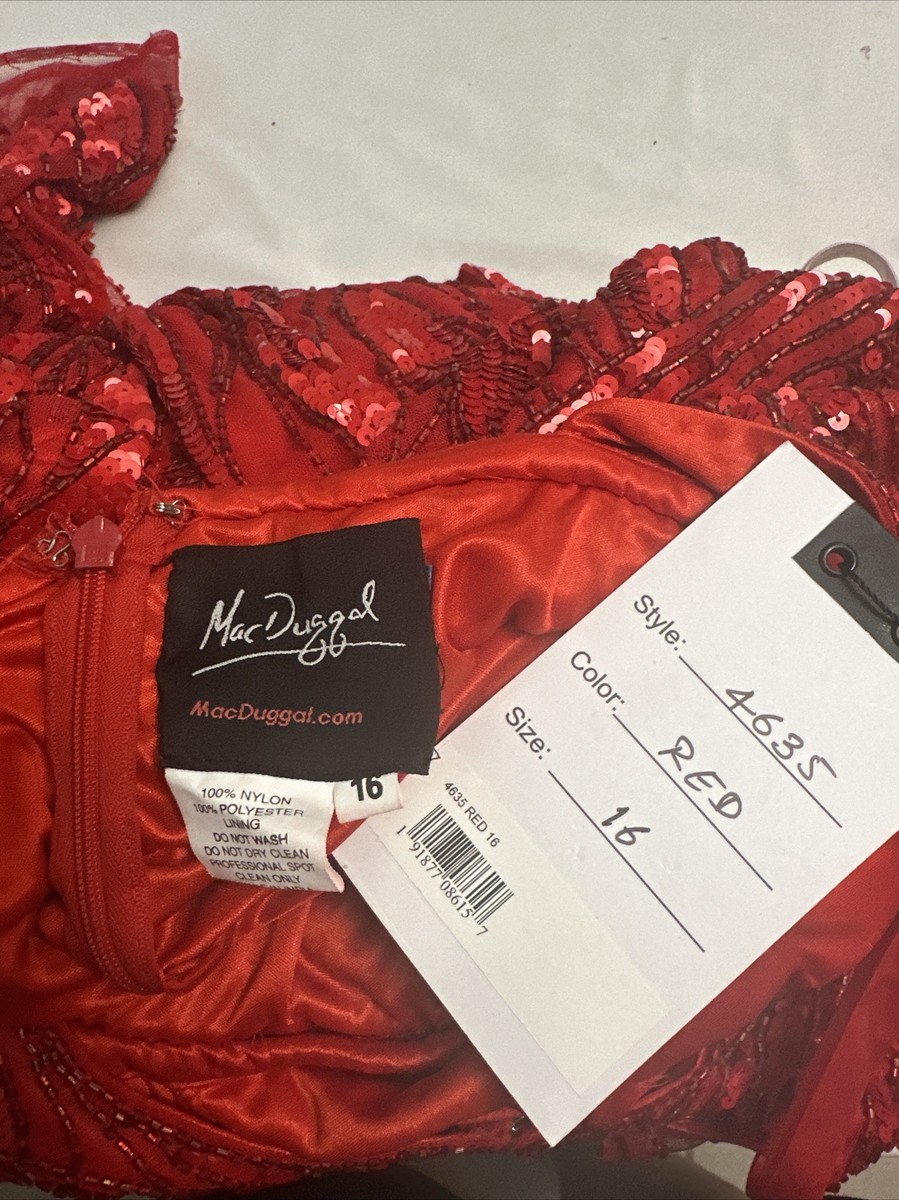 Mac Duggal
MacDuggal.com
16
100% NYLON
100% POLYESTER
LINING
DO NOT WASH
DO NOT DRY CLEAN
PROFESSIONAL SPOT
CLEAN ONLY
Style: 4635
Color: RED
Size: 16
4635 RED 16
1 91877 08615 7